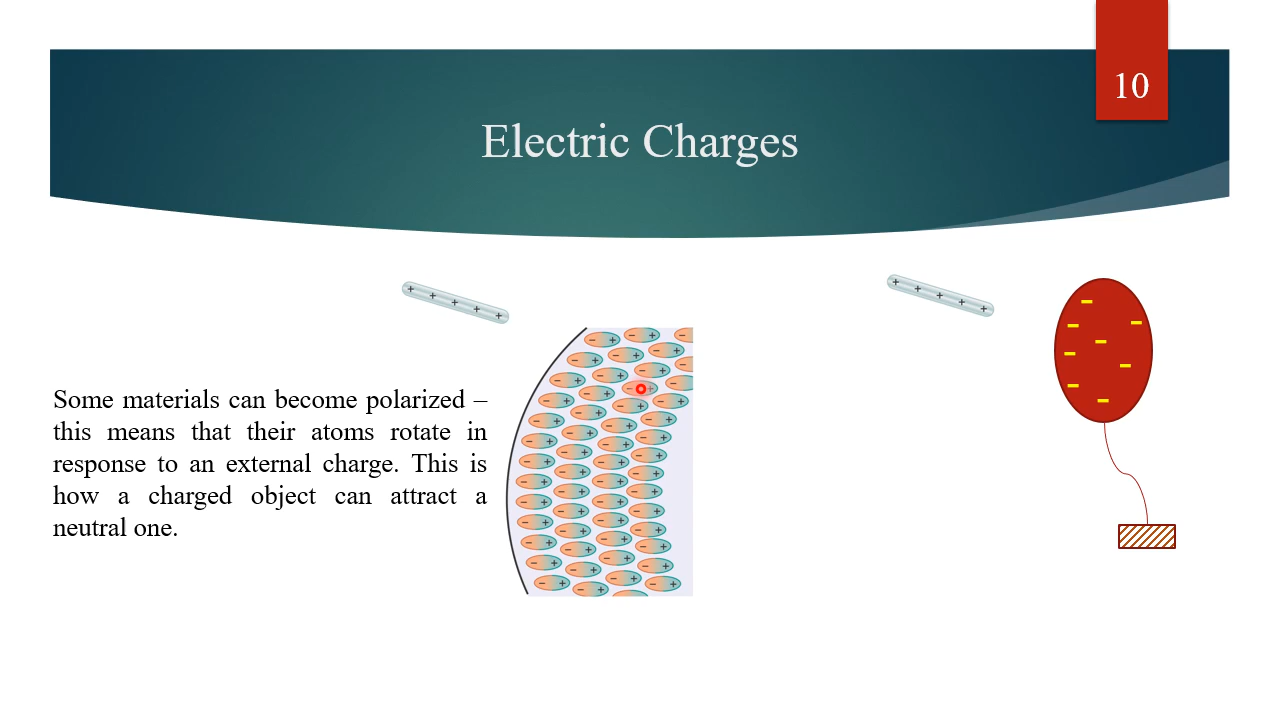 10
Electric Charges
Some materials can become polarized –
this means that their atoms rotate in
response to an external charge. This is
how a charged object can attract a
neutral one.